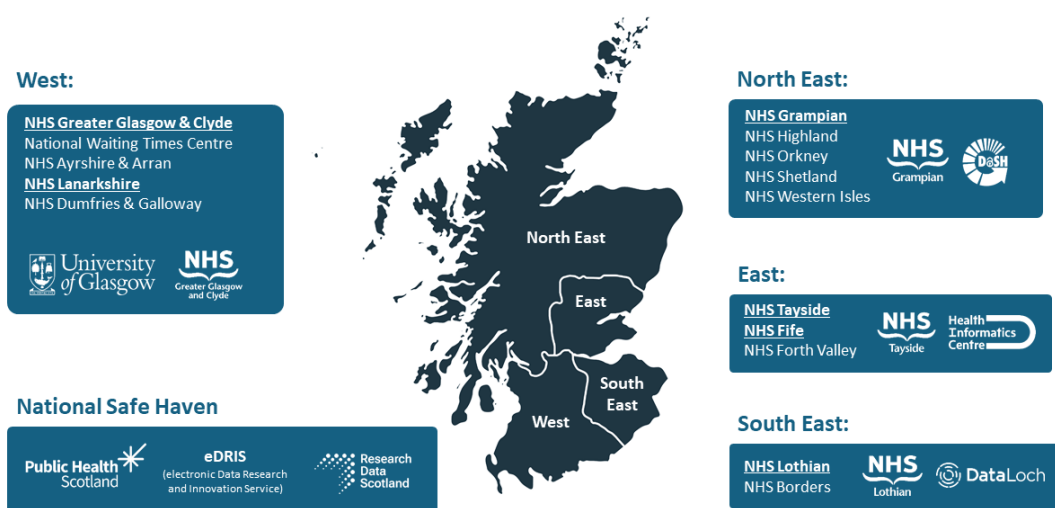 West:
NHS Greater Glasgow & Clyde
National Waiting Times Centre
NHS Ayrshire & Arran
NHS Lanarkshire
NHS Dumfries & Galloway
University
of Glasgow
NHS
Greater Glasgow
and Clyde
National Safe Haven
Public Health
Scotland
eDRIS
(electronic Data Research
and Innovation Service)
Research
Data
Scotland
North East
East
South
East
West
North East:
NHS Grampian
NHS Highland
NHS Orkney
NHS Shetland
NHS Western Isles
NHS
Grampian
D@SH
East:
NHS Tayside
NHS Fife
NHS Forth Valley
NHS
Tayside
Health
Informatics
Centre
South East:
NHS Lothian
NHS Borders
NHS
Lothian
DataLoch